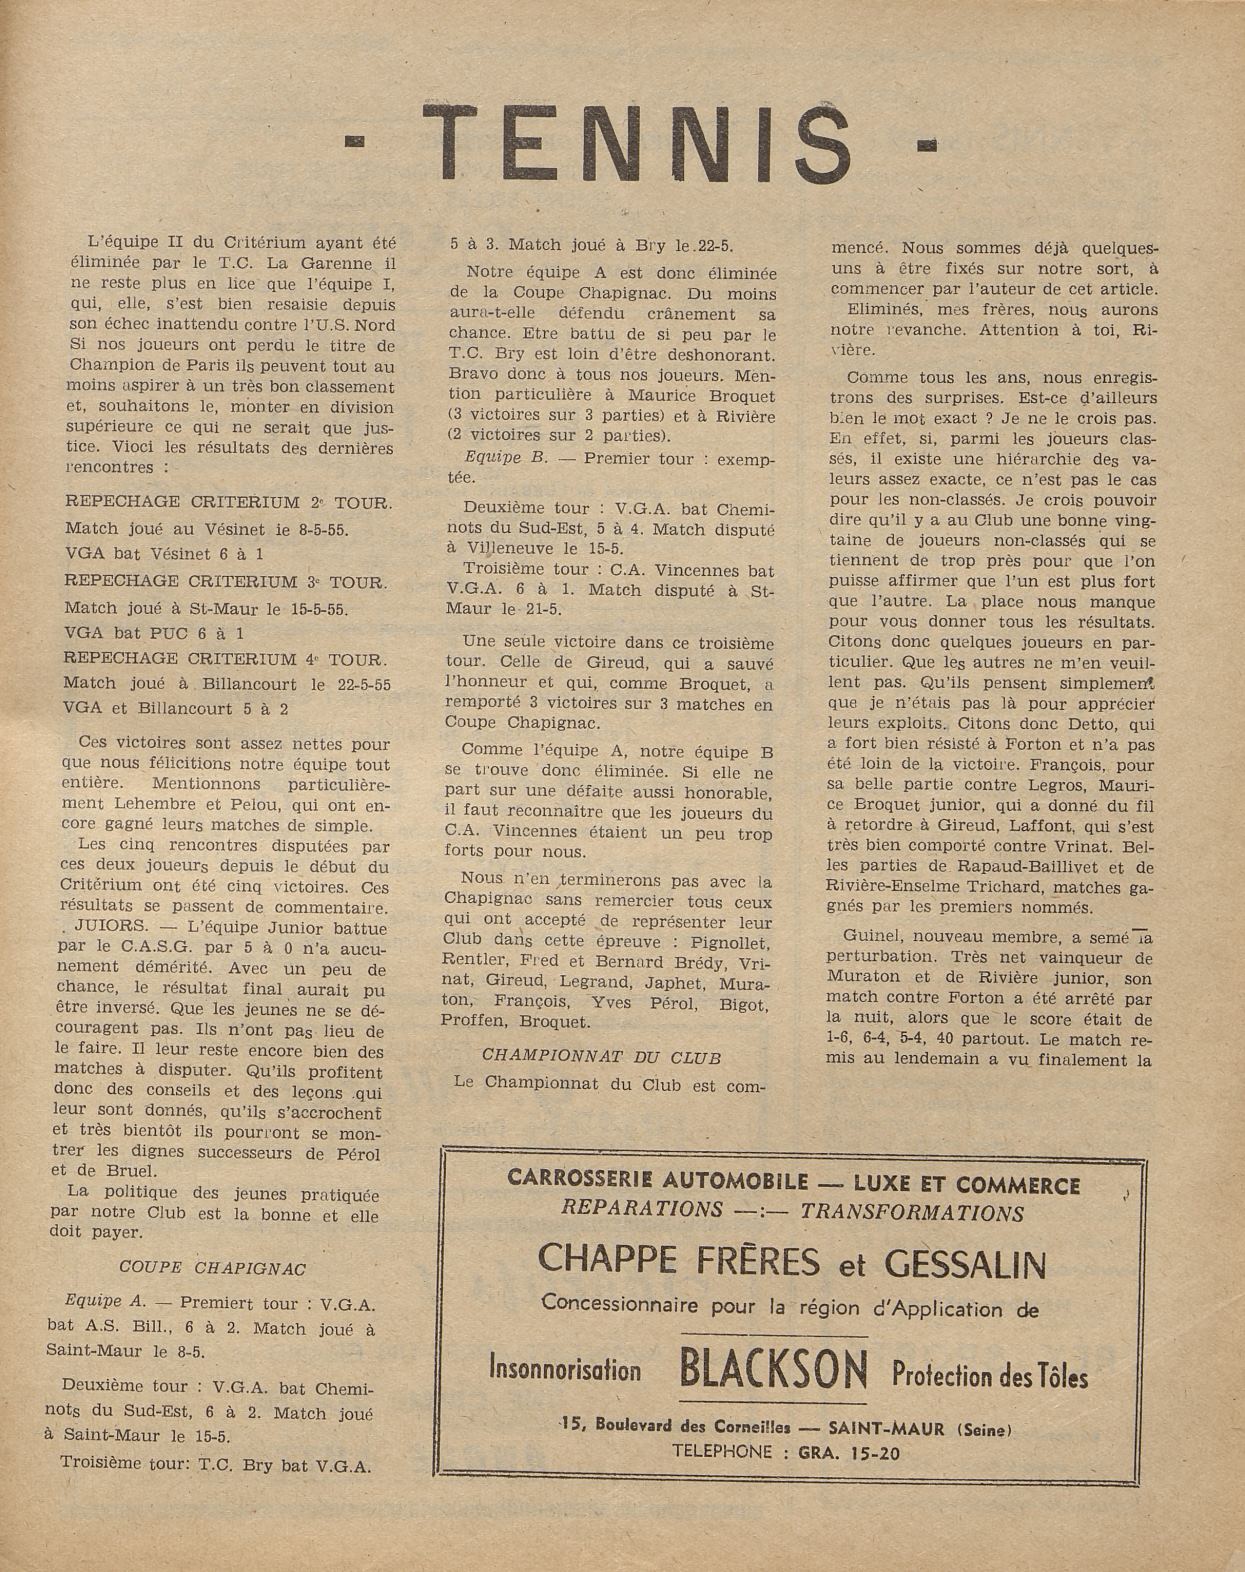 - TENNIS -
L'équipe II du Critérium ayant été
éliminée par le T.C. La Garenne il
ne reste plus en lice que l'équipe I,
qui, elle, s'est bien resaisie depuis
son échec inattendu contre l'U.S. Nord
Si nos joueurs ont perdu le titre de
Champion de Paris ils peuvent tout au
moins aspirer à un très bon classement
et, souhaitons le, monter en division
supérieure ce qui ne serait que jus-
tice. Vioci les résultats des dernières
rencontres :
REPECHAGE CRITERIUM 2e TOUR.
Match joué au Vésinet le 8-5-55.
VGA bat Vésinet 6 à 1
REPECHAGE CRITERIUM 3e TOUR.
Match joué à St-Maur le 15-5-55.
VGA bat PUC 6 à 1
REPECHAGE CRITERIUM 4e TOUR.
Match joué à Billancourt le 22-5-55
VGA et Billancourt 5 à 2
Ces victoires sont assez nettes pour
que nous félicitions notre équipe tout
entière. Mentionnons particulière-
ment Lehembre et Pelou, qui ont en-
core gagné leurs matches de simple.
Les cinq rencontres disputées par
ces deux joueurs depuis le début du
Critérium ont été cinq victoires. Ces
résultats se passent de commentaire.
JUIORS. — L'équipe Junior battue
par le C.A.S.G. par 5 à 0 n'a aucu-
nement démérité. Avec un peu de
chance, le résultat final aurait pu
être inversé. Que les jeunes ne se dé-
couragent pas. Ils n'ont pas lieu de
le faire. Il leur reste encore bien des
matches à disputer. Qu'ils profitent
donc des conseils et des leçons qui
leur sont donnés, qu'ils s'accrochent
et très bientôt ils pourront se mon-
trer les dignes successeurs de Pérol
et de Bruel.
La politique des jeunes pratiquée
par notre Club est la bonne et elle
doit payer.
COUPE CHAPIGNAC
Equipe A. — Premiert tour : V.G.A.
bat A.S. Bill., 6 à 2. Match joué à
Saint-Maur le 8-5.
Deuxième tour : V.G.A. bat Chemi-
nots du Sud-Est, 6 à 2. Match joué
à Saint-Maur le 15-5.
Troisième tour: T.C. Bry bat V.G.A.
5 à 3. Match joué à Bry le 22-5.
Notre équipe A est donc éliminée
de la Coupe Chapignac. Du moins
aura-t-elle défendu crânement sa
chance. Etre battu de si peu par le
T.C. Bry est loin d'être deshonorant.
Bravo donc à tous nos joueurs. Men-
tion particulière à Maurice Broquet
(3 victoires sur 3 parties) et à Rivière
(2 victoires sur 2 parties).
Equipe B. — Premier tour : exemp-
tée.
Deuxième tour : V.G.A. bat Chemi-
nots du Sud-Est, 5 à 4. Match disputé
à Villeneuve le 15-5.
Troisième tour : C.A. Vincennes bat
V.G.A. 6 à 1. Match disputé à St-
Maur le 21-5.
Une seule victoire dans ce troisième
tour. Celle de Gireud, qui a sauvé
l'honneur et qui, comme Broquet, a
remporté 3 victoires sur 3 matches en
Coupe Chapignac.
Comme l'équipe A, notre équipe B
se trouve donc éliminée. Si elle ne
part sur une défaite aussi honorable,
il faut reconnaître que les joueurs du
C.A. Vincennes étaient un peu trop
forts pour nous.
Nous n'en terminerons pas avec la
Chapignac sans remercier tous ceux
qui ont accepté de représenter leur
Club dans cette épreuve : Pignollet,
Rentler, Fred et Bernard Brédy, Vri-
nat, Gireud, Legrand, Japhet, Mura-
ton, François, Yves Pérol, Bigot,
Proffen, Broquet.
CHAMPIONNAT DU CLUB
Le Championnat du Club est com-
mencé. Nous sommes déjà quelques-
uns à être fixés sur notre sort, à
commencer par l'auteur de cet article.
Eliminés, mes frères, nous aurons
notre revanche. Attention à toi, Ri-
vière.
Comme tous les ans, nous enregis-
trons des surprises. Est-ce d'ailleurs
bien le mot exact ? Je ne le crois pas.
En effet, si, parmi les joueurs clas-
sés, il existe une hiérarchie des va-
leurs assez exacte, ce n'est pas le cas
pour les non-classés. Je crois pouvoir
dire qu'il y a au Club une bonne ving-
taine de joueurs non-classés qui se
tiennent de trop près pour que l'on
puisse affirmer que l'un est plus fort
que l'autre. La place nous manque
pour vous donner tous les résultats.
Citons donc quelques joueurs en par-
ticulier. Que les autres ne m'en veuil-
lent pas. Qu'ils pensent simplement
que je n'étais pas là pour apprécier
leurs exploits. Citons donc Detto, qui
a fort bien résisté à Forton et n'a pas
été loin de la victoire. François, pour
sa belle partie contre Legros, Mauri-
ce Broquet junior, qui a donné du fil
à retordre à Gireud, Laffont, qui s'est
très bien comporté contre Vrinat. Bel-
les parties de Rapaud-Baillivet et de
Rivière-Enselme Trichard, matches ga-
gnés par les premiers nommés.
Guinel, nouveau membre, a semé la
perturbation. Très net vainqueur de
Muraton et de Rivière junior, son
match contre Forton a été arrêté par
la nuit, alors que le score était de
1-6, 6-4, 5-4, 40 partout. Le match re-
mis au lendemain a vu finalement la
CARROSSERIE AUTOMOBILE — LUXE ET COMMERCE
REPARATIONS —:— TRANSFORMATIONS
CHAPPE FRÈRES et GESSALIN
Concessionnaire pour la région d'Application de
Insonnorisation BLACKSON Protection des Tôles
15, Boulevard des Corneilles — SAINT-MAUR (Seine)
TELEPHONE : GRA. 15-20